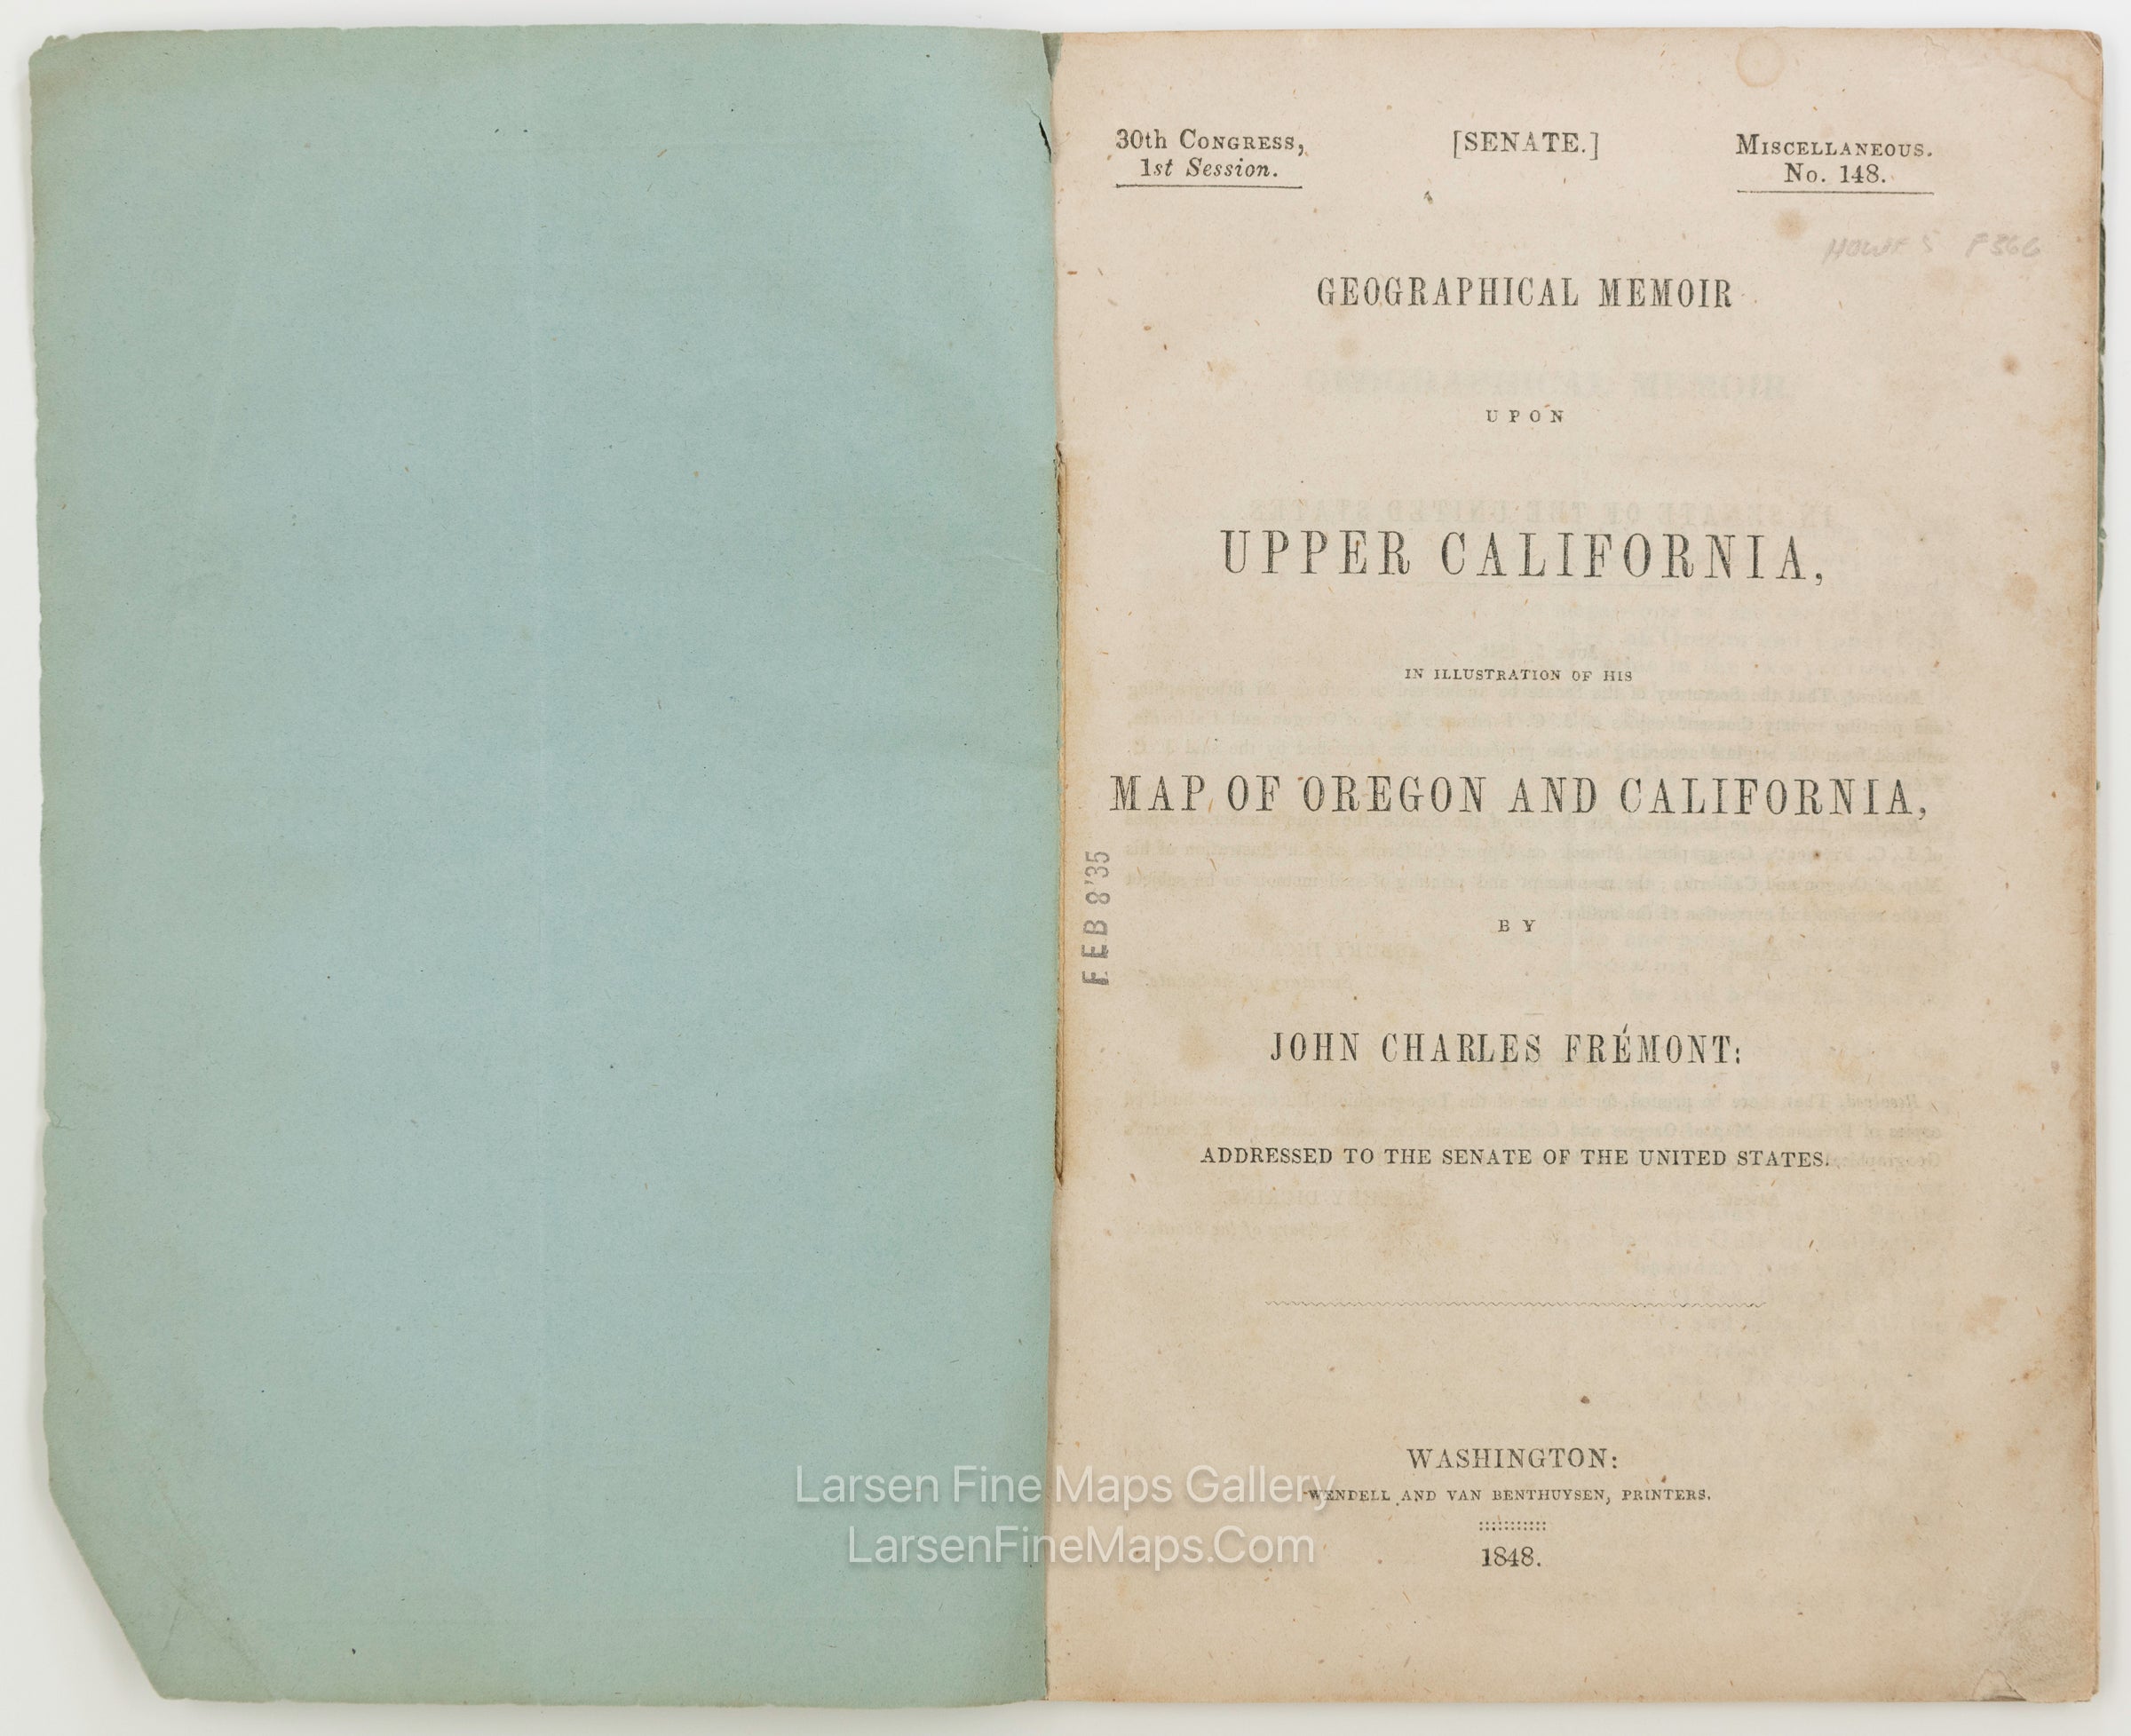 30th Congress,
1st Session.
[SENATE.]
Miscellaneous.
No. 148.
F366
GEOGRAPHICAL MEMOIR
UPON
UPPER CALIFORNIA,
IN ILLUSTRATION OF HIS
MAP OF OREGON AND CALIFORNIA,
FEB 8'35
BY
JOHN CHARLES FRÉMONT:
ADDRESSED TO THE SENATE OF THE UNITED STATES.
WASHINGTON:
WENDELL AND VAN BENTHUYSEN, PRINTERS.
1848.
Larsen Fine Maps Gallery
LarsenFineMaps.Com